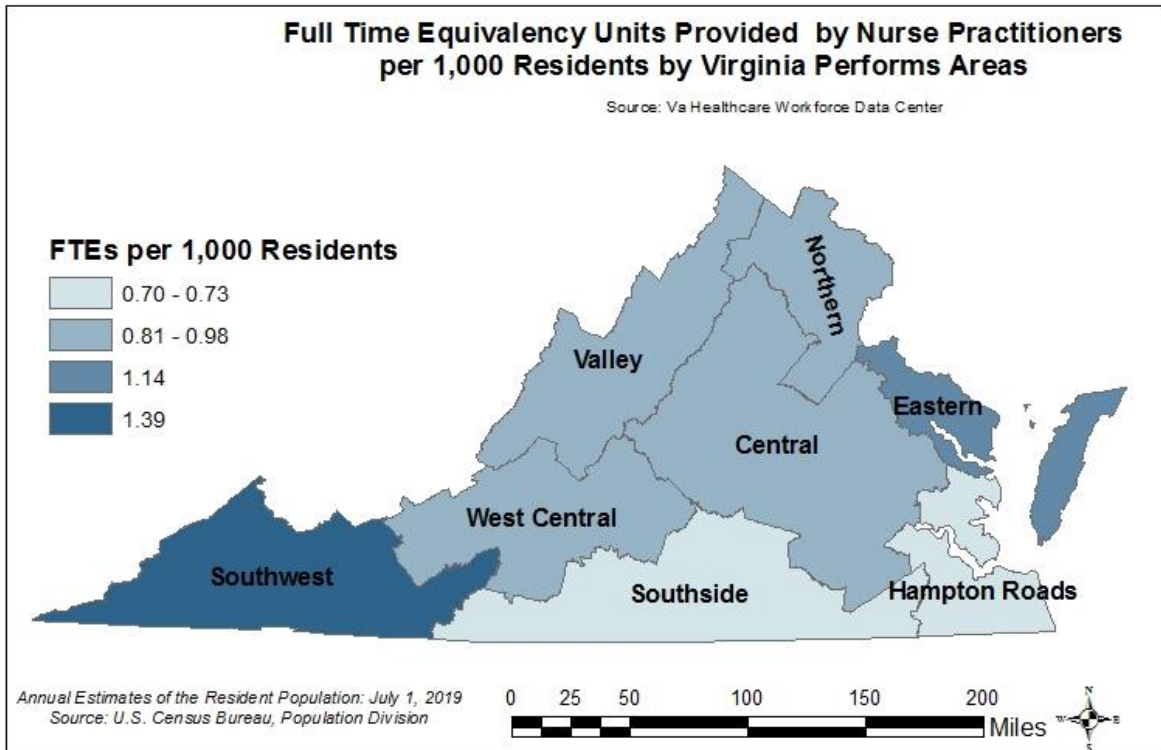 Full Time Equivalency Units Provided by Nurse Practitioners
per 1,000 Residents by Virginia Performs Areas
Source: Va Healthcare Workforce Data Center
FTEs per 1,000 Residents
0.70 - 0.73
0.81 - 0.98
1.14
1.39
Northern
Valley
Eastern
Central
West Central
Southwest
Southside
Hampton Roads
Annual Estimates of the Resident Population: July 1, 2019
Source: U.S. Census Bureau, Population Division
0 25 50 100 150 200
Miles
N
W E
S